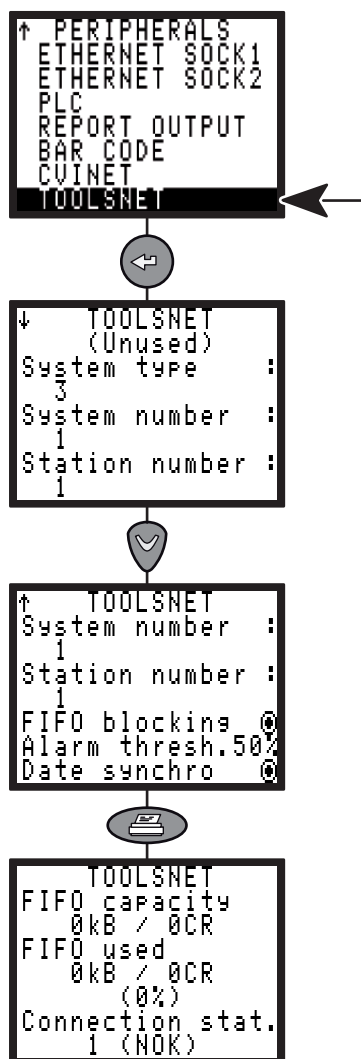 ↑ PERIPHERALS
ETHERNET SOCK1
ETHERNET SOCK2
PLC
REPORT OUTPUT
BAR CODE
CVINET
TOOLSNET
↓ TOOLSNET
(Unused)
System type :
3
System number :
1
Station number :
1
↑ TOOLSNET
System number :
1
Station number :
1
FIFO blocking
Alarm thresh.50%
Date synchro
TOOLSNET
FIFO capacity
0kB / 0CR
FIFO used
0kB / 0CR
(0%)
Connection stat.
1 (NOK)